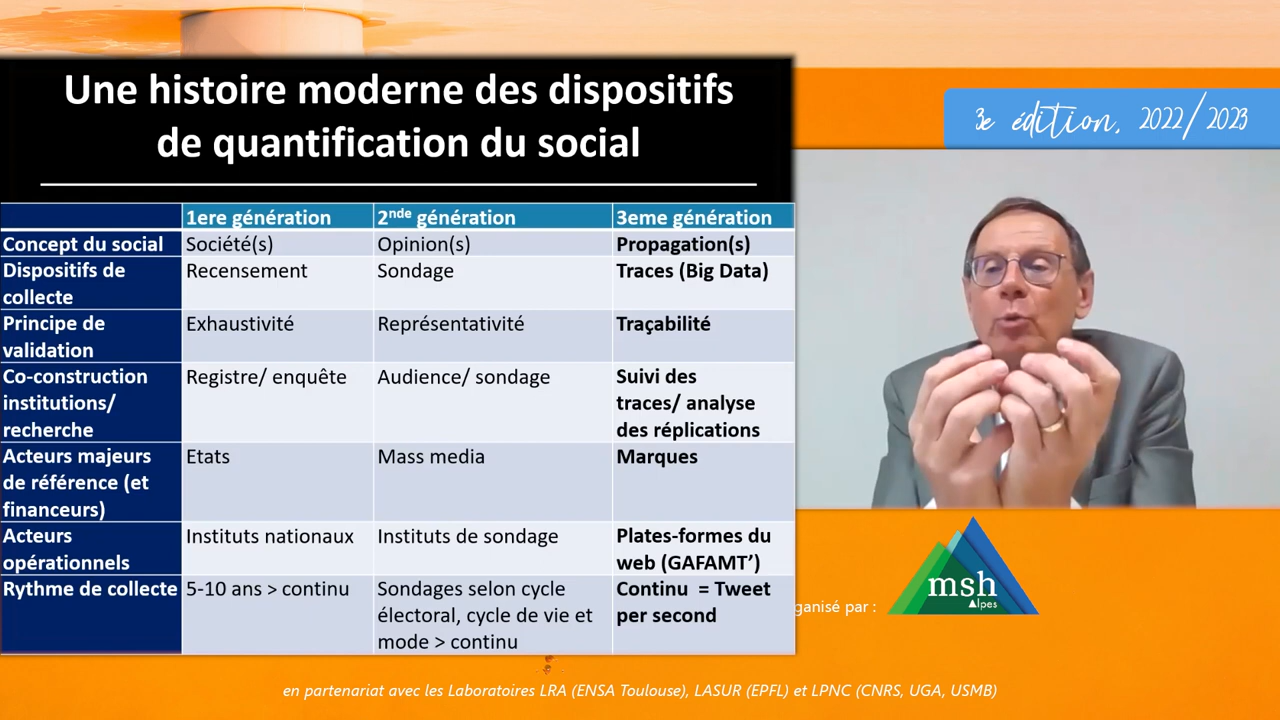 Une histoire moderne des dispositifs
de quantification du social
3e édition, 2022/2023
1ere génération 2nde génération 3eme génération
Concept du social Société(s) Opinion(s) Propagation(s)
Dispositifs de collecte Recensement Sondage Traces (Big Data)
Principe de validation Exhaustivité Représentativité Traçabilité
Co-construction institutions/ recherche Registre/ enquête Audience/ sondage Suivi des traces/ analyse des réplications
Acteurs majeurs de référence (et financeurs) Etats Mass media Marques
Acteurs opérationnels Instituts nationaux Instituts de sondage Plates-formes du web (GAFAMT’)
Rythme de collecte 5-10 ans > continu Sondages selon cycle électoral, cycle de vie et mode > continu Continu = Tweet per second
ganisé par :
msh
Alpes
en partenariat avec les Laboratoires LRA (ENSA Toulouse), LASUR (EPFL) et LPNC (CNRS, UGA, USMB)